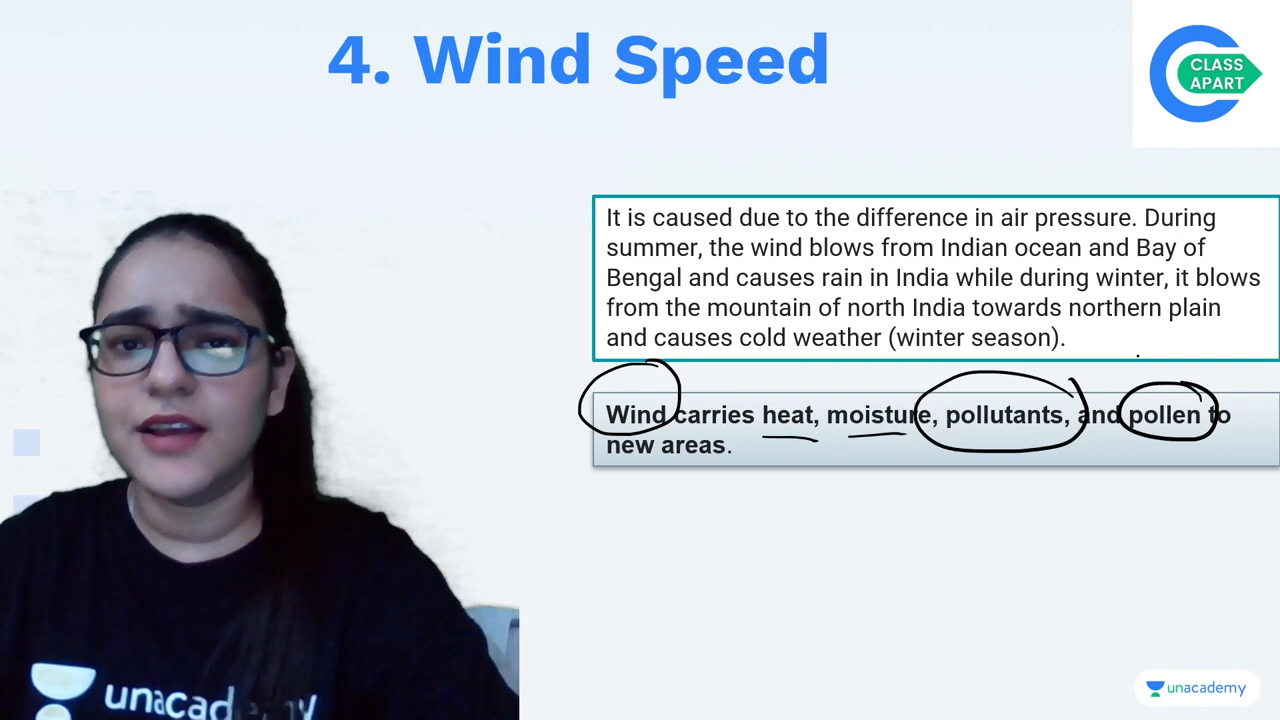 4. Wind Speed
CLASS
APART
It is caused due to the difference in air pressure. During
summer, the wind blows from Indian ocean and Bay of
Bengal and causes rain in India while during winter, it blows
from the mountain of north India towards northern plain
and causes cold weather (winter season).
Wind carries heat, moisture, pollutants, and pollen to
new areas.
unacademy
unacademy